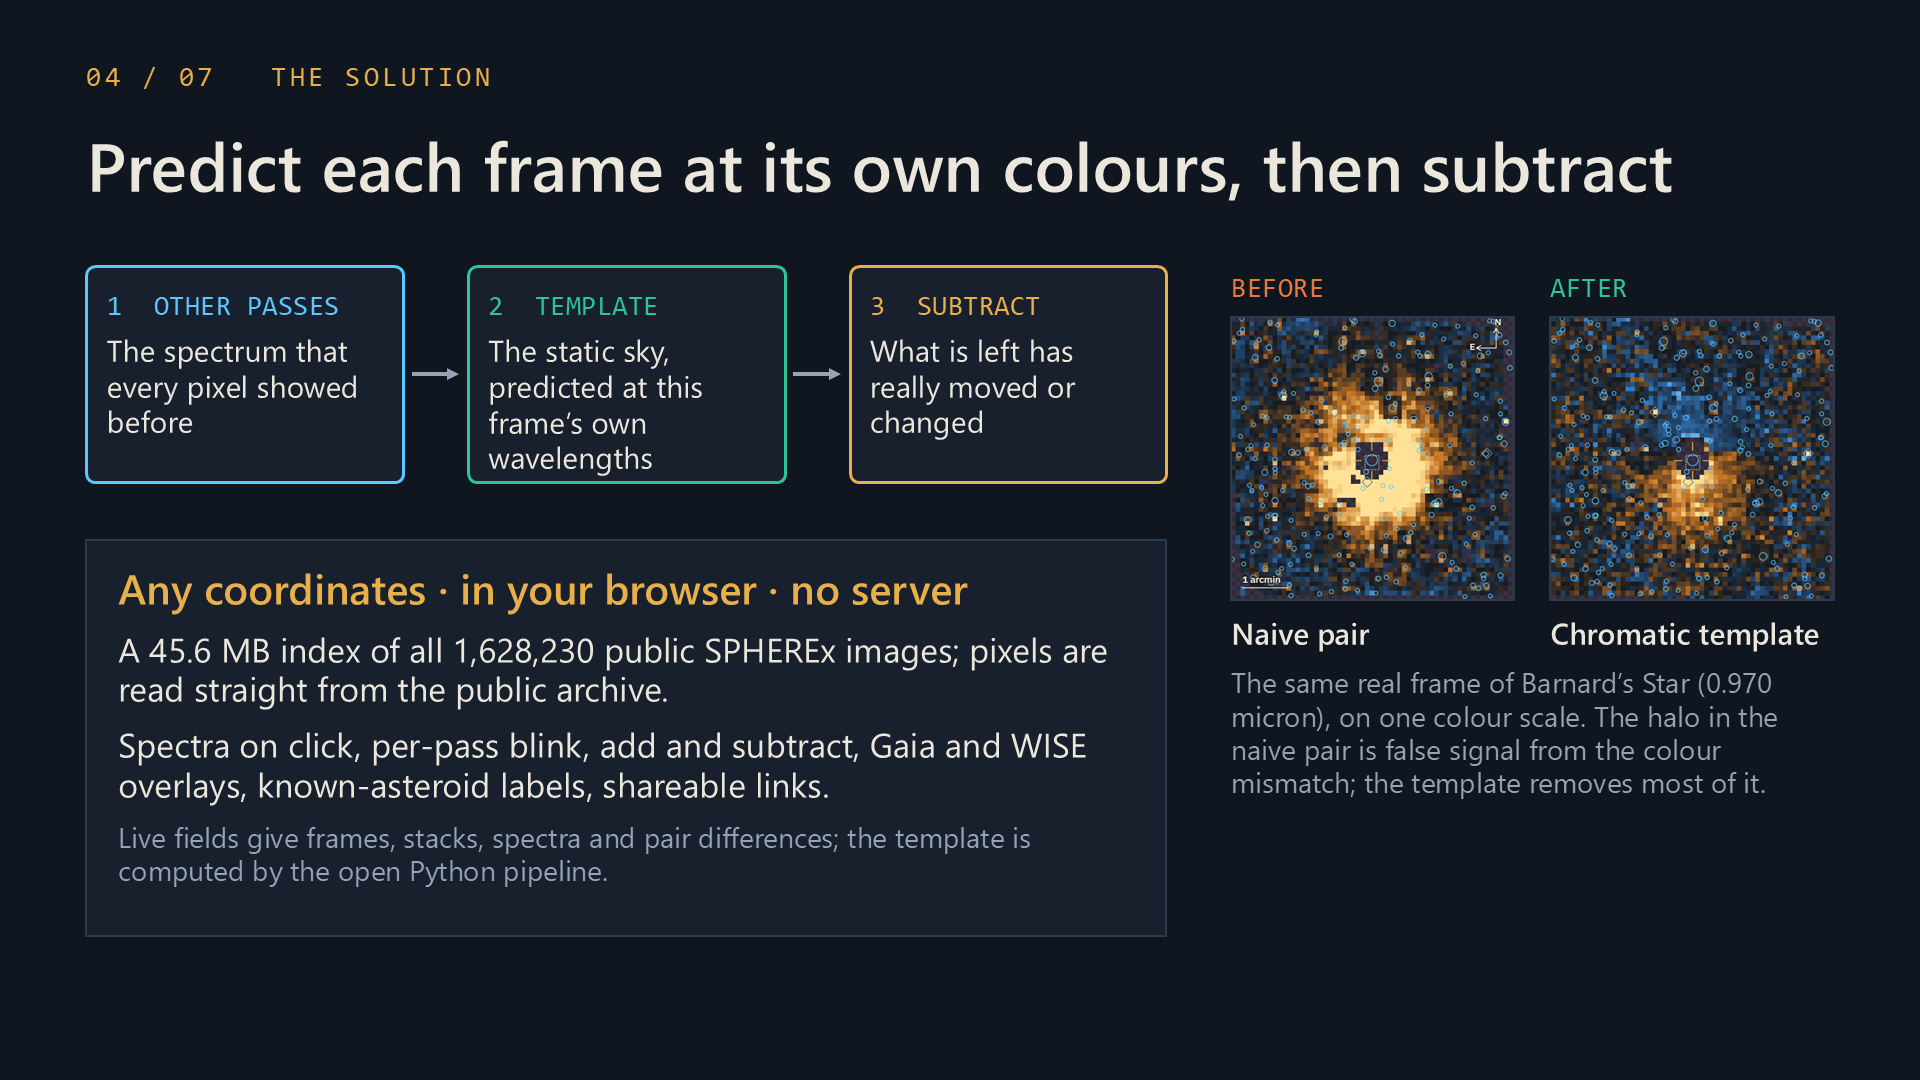 04 / 07 THE SOLUTION
Predict each frame at its own colours, then subtract
1 OTHER PASSES
The spectrum that
every pixel showed
before
2 TEMPLATE
The static sky,
predicted at this
frame’s own
wavelengths
3 SUBTRACT
What is left has
really moved or
changed
Any coordinates · in your browser · no server
A 45.6 MB index of all 1,628,230 public SPHEREx images; pixels are
read straight from the public archive.
Spectra on click, per-pass blink, add and subtract, Gaia and WISE
overlays, known-asteroid labels, shareable links.
Live fields give frames, stacks, spectra and pair differences; the template is
computed by the open Python pipeline.
BEFORE
N
E
1 arcmin
Naive pair
AFTER
Chromatic template
The same real frame of Barnard’s Star (0.970
micron), on one colour scale. The halo in the
naive pair is false signal from the colour
mismatch; the template removes most of it.